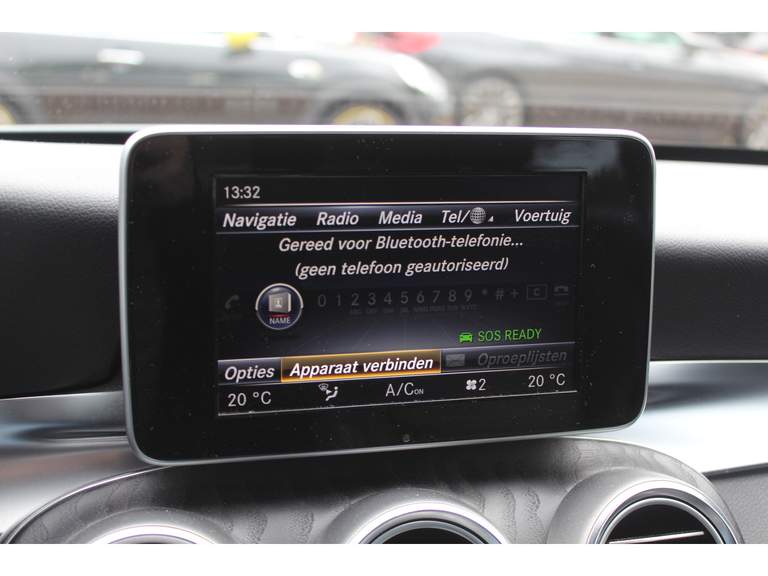 13:32
Navigatie Radio Media Tel/ Voertuig
Gereed voor Bluetooth-telefonie...
(geen telefoon geautoriseerd)
NAME 0 1 2 3 4 5 6 7 8 9 * # + C
SOS READY
Opties Apparaat verbinden Oproeplijsten
20 °C A/C ON 2 20 °C